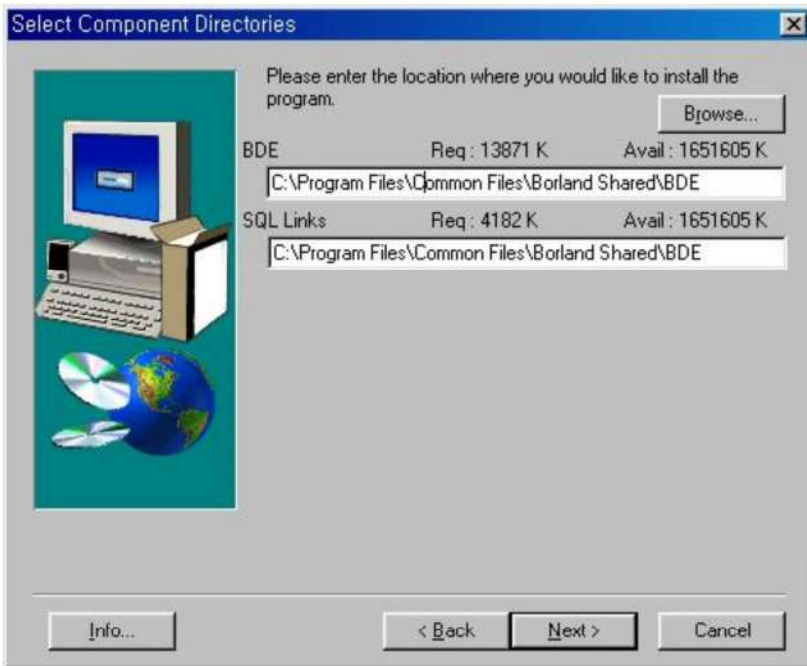 Select Component Directories
Please enter the location where you would like to install the
program.
Browse...
BDE Req : 13871 K Avail : 1651605 K
C:\Program Files\Common Files\Borland Shared\BDE
SQL Links Req : 4182 K Avail : 1651605 K
C:\Program Files\Common Files\Borland Shared\BDE
Info... < Back Next > Cancel